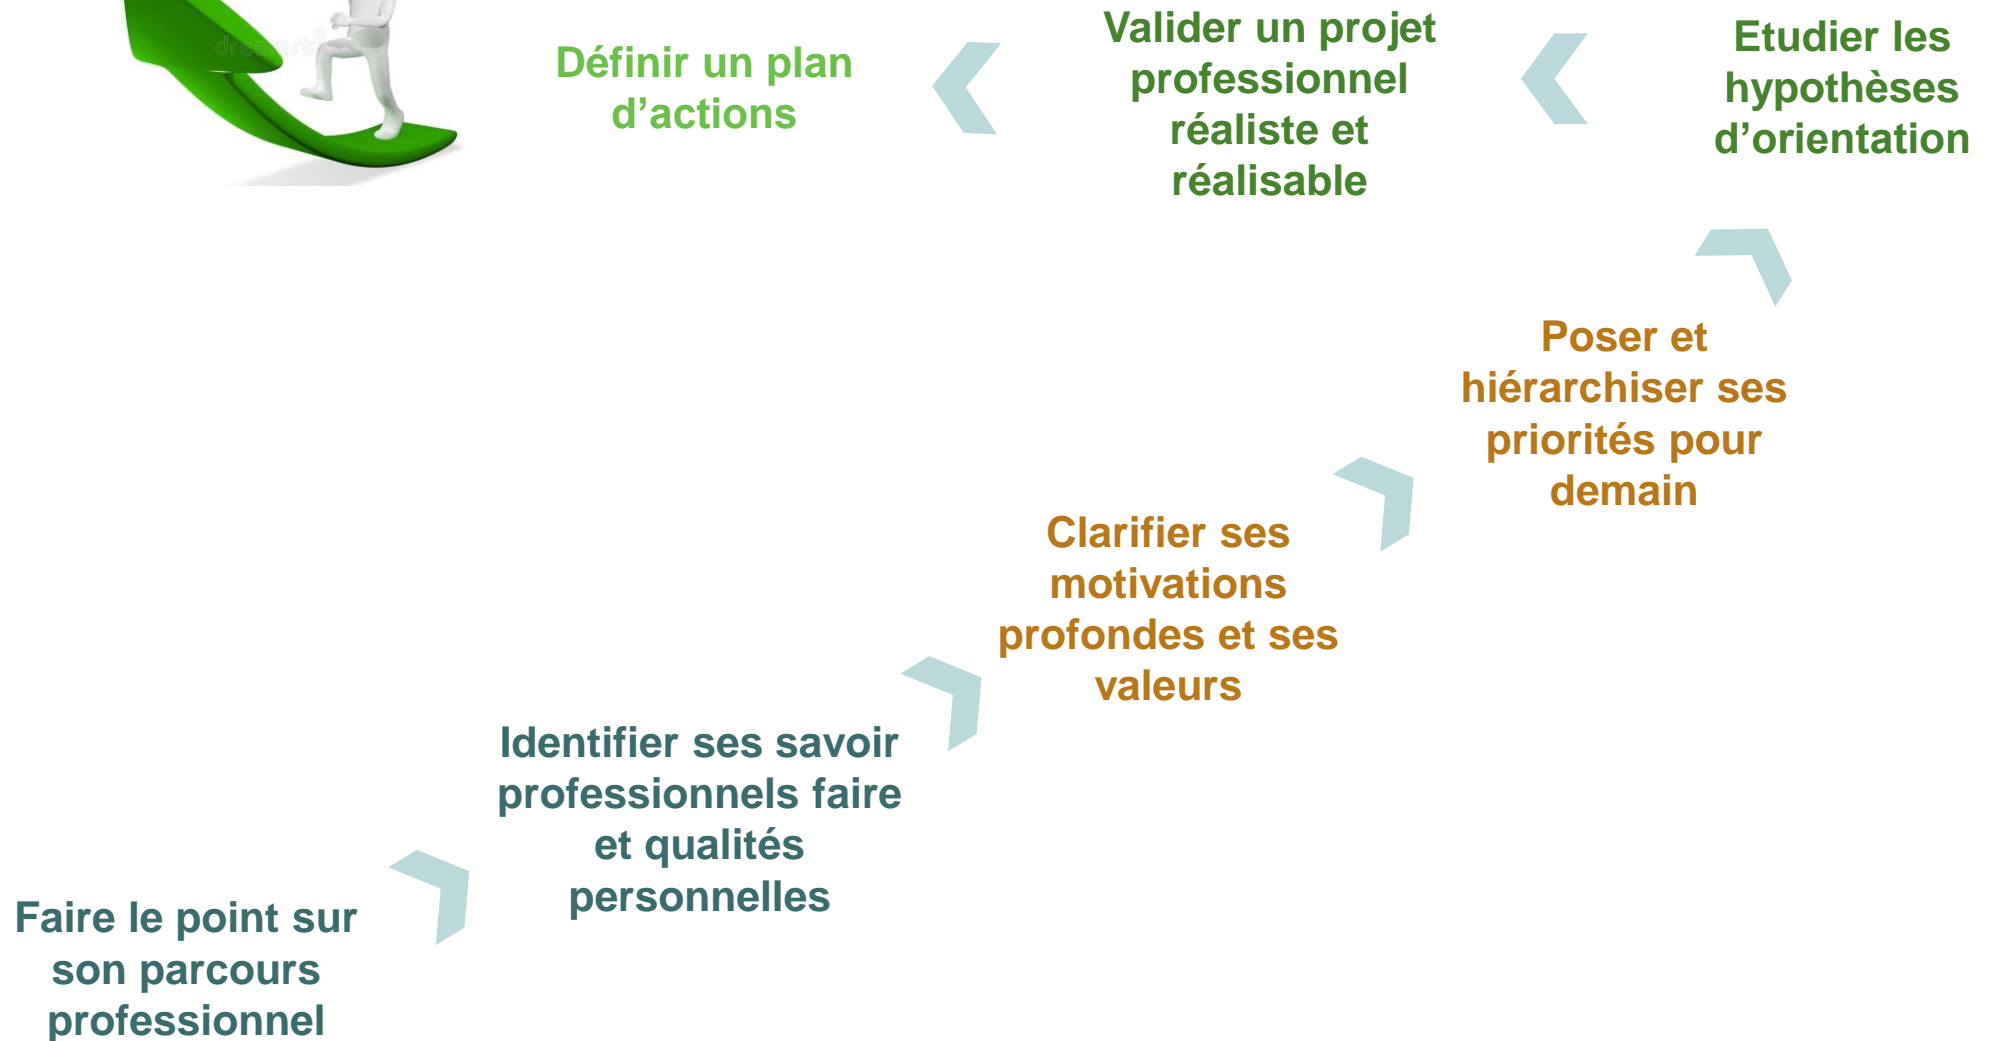 Définir un plan
d’actions
Valider un projet
professionnel
réaliste et
réalisable
Etudier les
hypothèses
d’orientation
Poser et
hiérarchiser ses
priorités pour
demain
Clarifier ses
motivations
profondes et ses
valeurs
Identifier ses savoir
professionnels faire
et qualités
personnelles
Faire le point sur
son parcours
professionnel